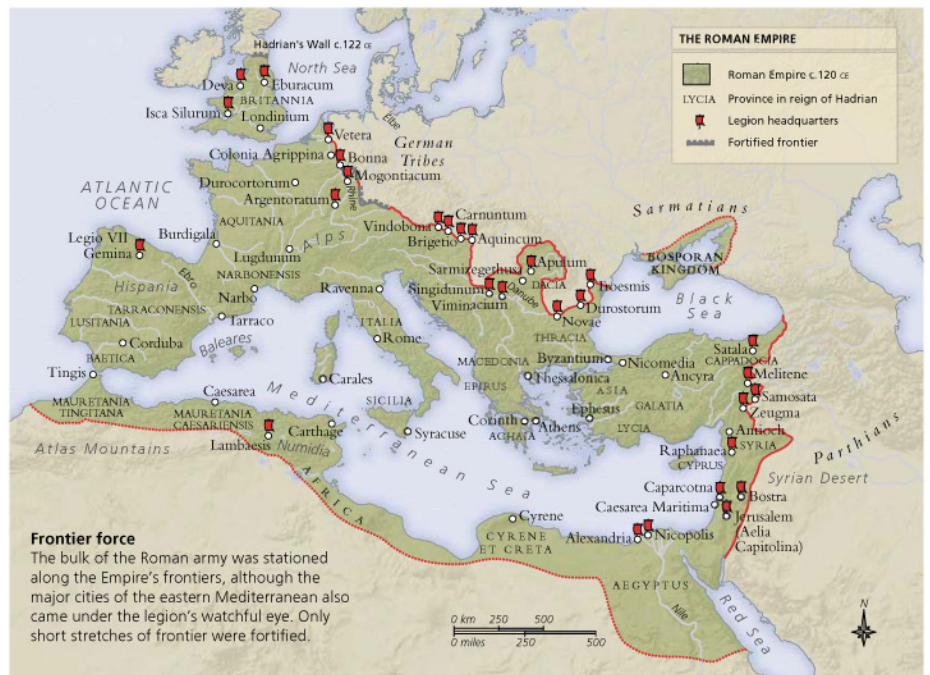 Hadrian's Wall c.122 CE
North Sea
Deva
Eburacum
BRITANNIA
Isca Silurum
Londinium
THE ROMAN EMPIRE
Roman Empire c.120 CE
LYCIA Province in reign of Hadrian
Legion headquarters
Fortified frontier
Vetera
Elbe
German
Tribes
Colonia Agrippina
Bonna
Mogontiacum
Rhine
Durocortorum
Argentoratum
ATLANTIC
OCEAN
AQUITANIA
Alps
Vindobona
Carnuntum
Brigetio
Aquincum
Sarmatians
BOSPORAN
KINGDOM
Legio VII
Gemina
Burdigala
Lugdunum
NARBONENSIS
Sarmizegethusa
Apulum
DACIA
Singidunum
Danube
Viminacium
Troesmis
Durostorum
Novae
Black
Sea
Hispania
Ebro
Narbo
Ravenna
TARRACONENSIS
LUSITANIA
Tarraco
ITALIA
Rome
THRACIA
Corduba
Baleares
BAETICA
Tingis
MACEDONIA
Byzantium
Nicomedia
Satala
CAPPADOCIA
Thessalonica
Ancyra
Melitene
EPIRUS
ASIA
Samosata
Carales
Caesarea
Mediterranean Sea
SICILIA
GALATIA
Zeugma
MAURETANIA
TINGITANA
MAURETANIA
CAESARIENSIS
Ephesus
Corinth
Athens
ACHAIA
LYCIA
Antioch
Parthians
Lambaesis
Carthage
Numidia
Syracuse
Raphanaea
SYRIA
CYPRUS
Atlas Mountains
AFRICA
Syrian Desert
Caparcotna
Bostra
Caesarea Maritima
Jerusalem
(Aelia
Capitolina)
Cyrene
CYRENE
ET CRETA
Alexandria
Nicopolis
AEGYPTUS
Nile
Red Sea
Frontier force
The bulk of the Roman army was stationed
along the Empire's frontiers, although the
major cities of the eastern Mediterranean also
came under the legion's watchful eye. Only
short stretches of frontier were fortified.
0 km 250 500
0 miles 250 500
N